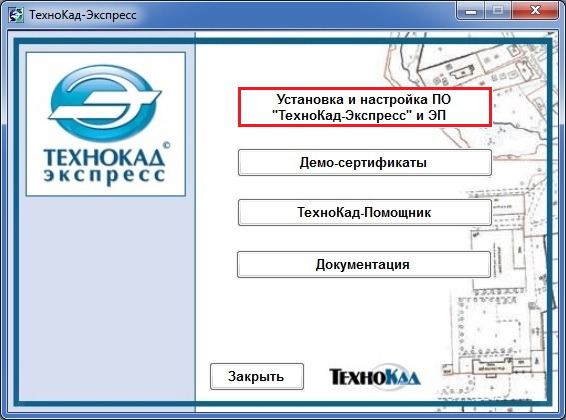 ТехноКад-Экспресс
ТЕХНОКАД©
экспресс
Установка и настройка ПО
"ТехноКад-Экспресс" и ЭП
Демо-сертификаты
ТехноКад-Помощник
Документация
Закрыть
ТЕХНОКАД